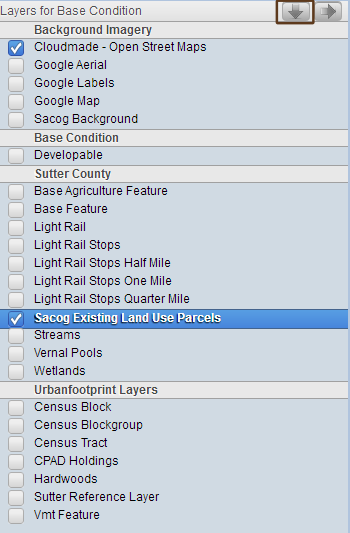 Layers for Base Condition
Background Imagery
Cloudmade - Open Street Maps
Google Aerial
Google Labels
Google Map
Sacog Background
Base Condition
Developable
Sutter County
Base Agriculture Feature
Base Feature
Light Rail
Light Rail Stops
Light Rail Stops Half Mile
Light Rail Stops One Mile
Light Rail Stops Quarter Mile
Sacog Existing Land Use Parcels
Streams
Vernal Pools
Wetlands
Urbanfootprint Layers
Census Block
Census Blockgroup
Census Tract
CPAD Holdings
Hardwoods
Sutter Reference Layer
Vmt Feature